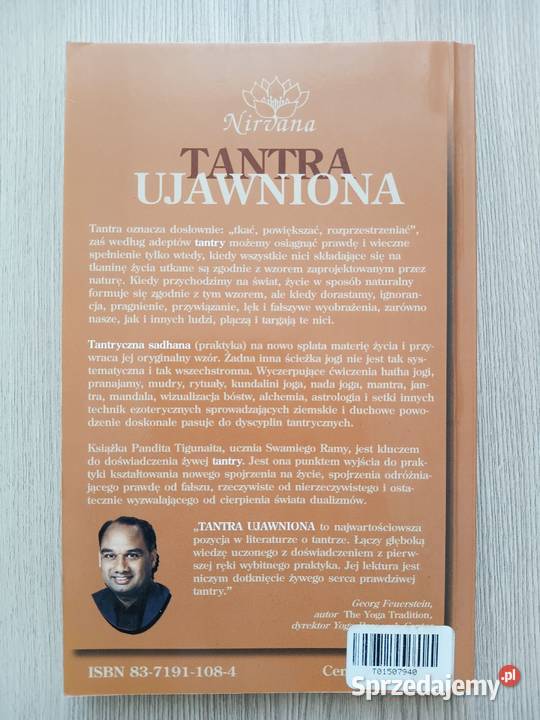 Nirvana
TANTRA
UJAWNIONA
Tantra oznacza dosłownie: „tkać, powiększać, rozprzestrzeniać”,
zaś według adeptów tantry możemy osiągnąć prawdę i wieczne
spełnienie tylko wtedy, kiedy wszystkie nici składające się na
tkaninę życia utkane są zgodnie z wzorem zaprojektowanym przez
naturę. Kiedy przychodzimy na świat, życie w sposób naturalny
formuje się zgodnie z tym wzorem, ale kiedy dorastamy, ignoran-
cja, pragnienie, przywiązanie, lęk i fałszywe wyobrażenia, zarówno
nasze, jak i innych ludzi, plączą i targają te nici.
Tantryczna sadhana (praktyka) na nowo splata materię życia i przy-
wraca jej oryginalny wzór. Żadna inna ścieżka jogi nie jest tak sys-
tematyczna i tak wszechstronna. Wyczerpujące ćwiczenia hatha jogi,
pranajamy, mudry, rytuały, kundalini joga, nada joga, mantra, jan-
tra, mandala, wizualizacja bóstw, alchemia, astrologia i setki innych
technik ezoterycznych sprowadzających ziemskie i duchowe powo-
dzenie doskonale pasuje do dyscyplin tantrycznych.
Książka Pandita Tigunaita, ucznia Swamiego Ramy, jest kluczem
do doświadczenia żywej tantry. Jest ona punktem wyjścia do prak-
tyki kształtowania nowego spojrzenia na życie, spojrzenia odróżnia-
jącego prawdę od fałszu, rzeczywiste od nierzeczywistego i osta-
tecznie wyzwalającego od cierpienia świata dualizmów.
„TANTRA UJAWNIONA to najwartościowsza
pozycja w literaturze o tantrze. Łączy głęboką
wiedzę uczonego z doświadczeniem z pierw-
szej ręki wybitnego praktyka. Jej lektura jest
niczym dotknięcie żywego serca prawdziwej
tantry.”
Georg Feuerstein,
autor The Yoga Tradition,
dyrektor Yoga
ISBN 83-7191-108-4
Cen
T01507940
Sprzedajemy.pl